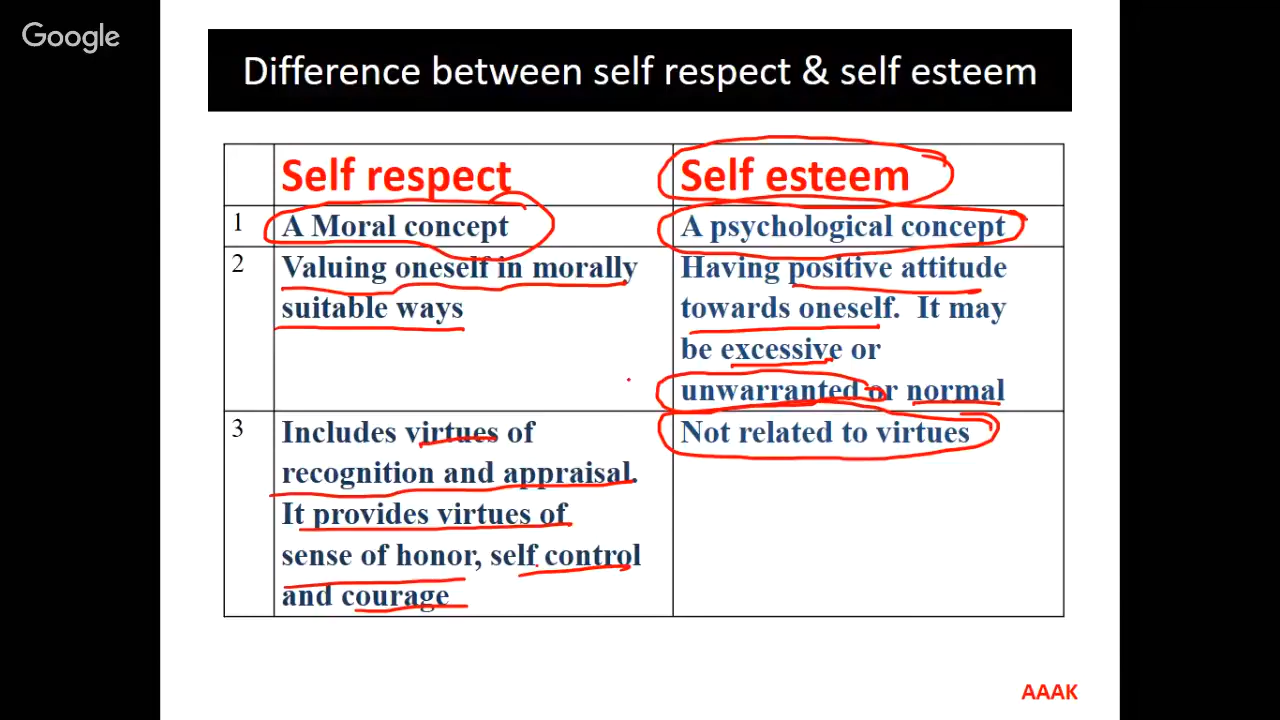 Google
Difference between self respect & self esteem
Self respect
Self esteem
1
A Moral concept
A psychological concept
2
Valuing oneself in morally
suitable ways
Having positive attitude
towards oneself. It may
be excessive or
unwarranted or normal
3
Includes virtues of
recognition and appraisal.
It provides virtues of
sense of honor, self control
and courage
Not related to virtues
AAAK